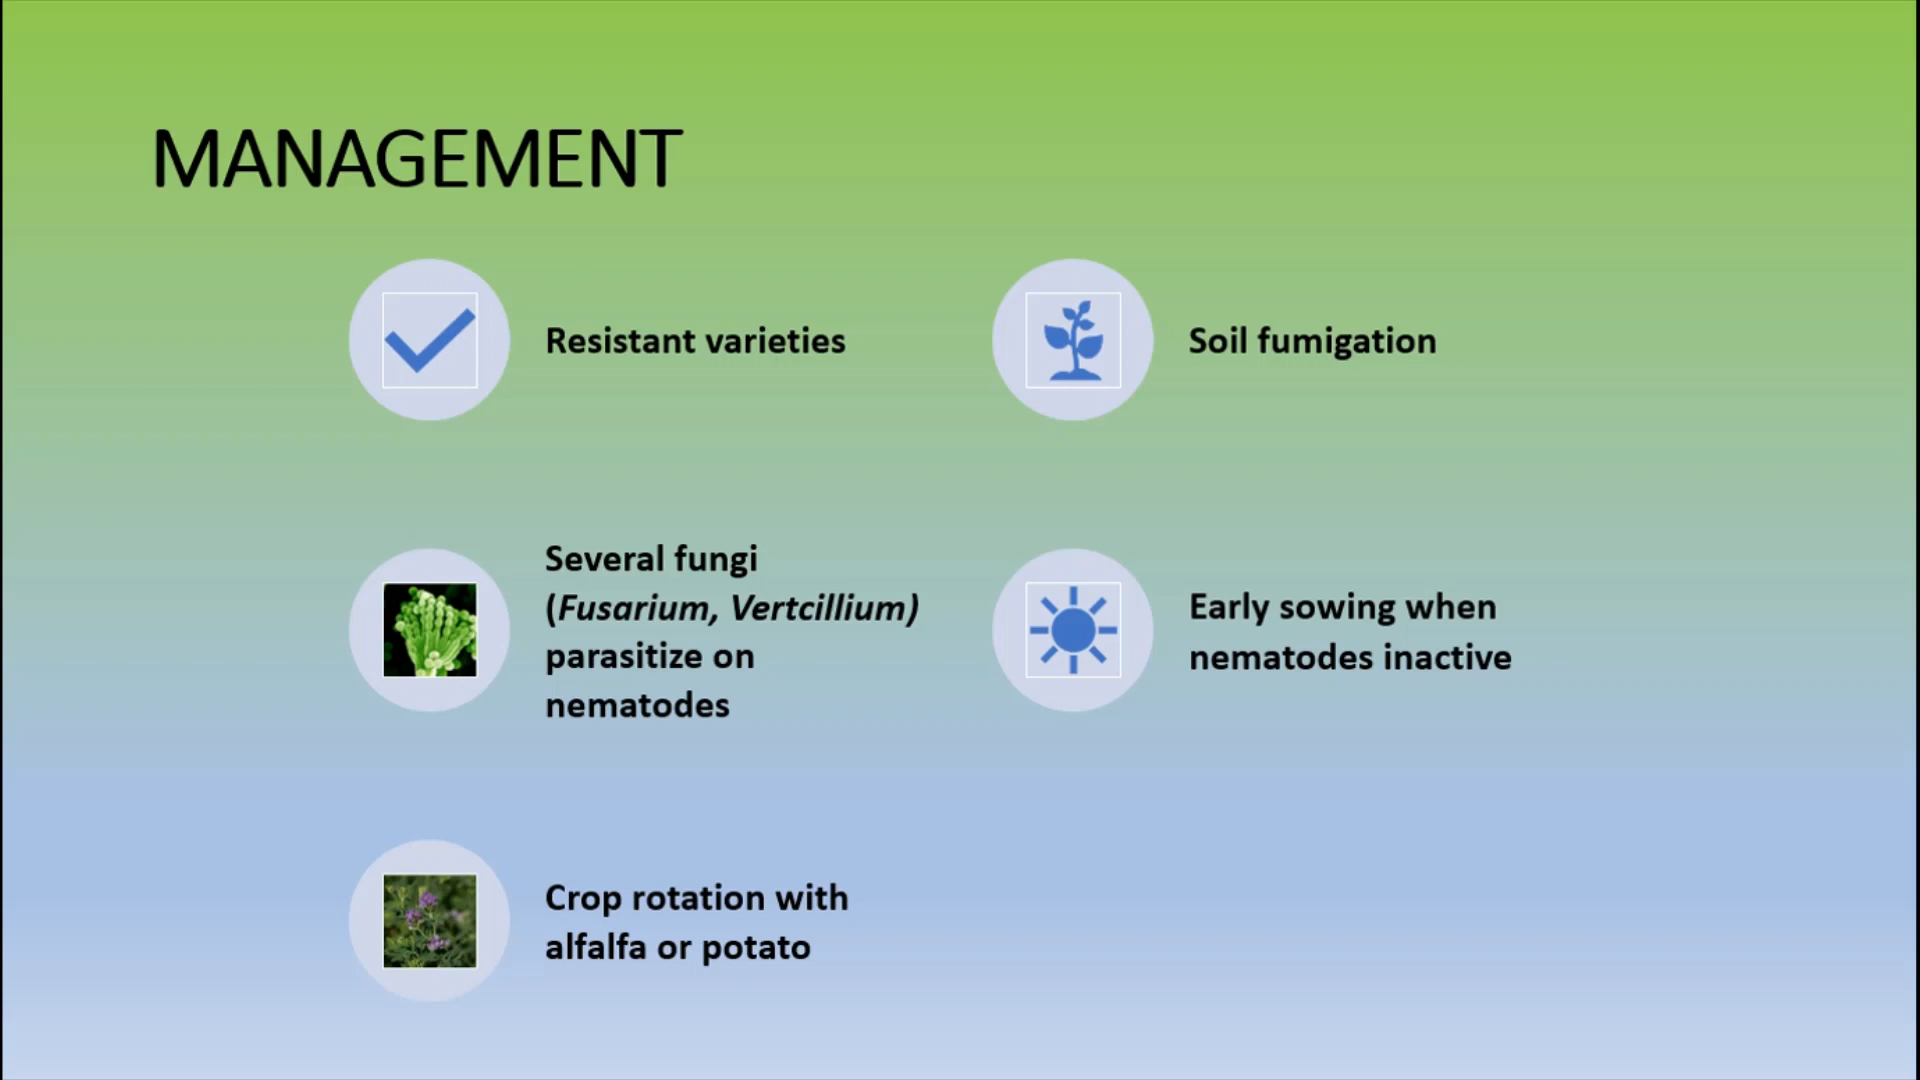 MANAGEMENT
Resistant varieties
Soil fumigation
Several fungi
(Fusarium, Vertcillium)
parasitize on
nematodes
Early sowing when
nematodes inactive
Crop rotation with
alfalfa or potato